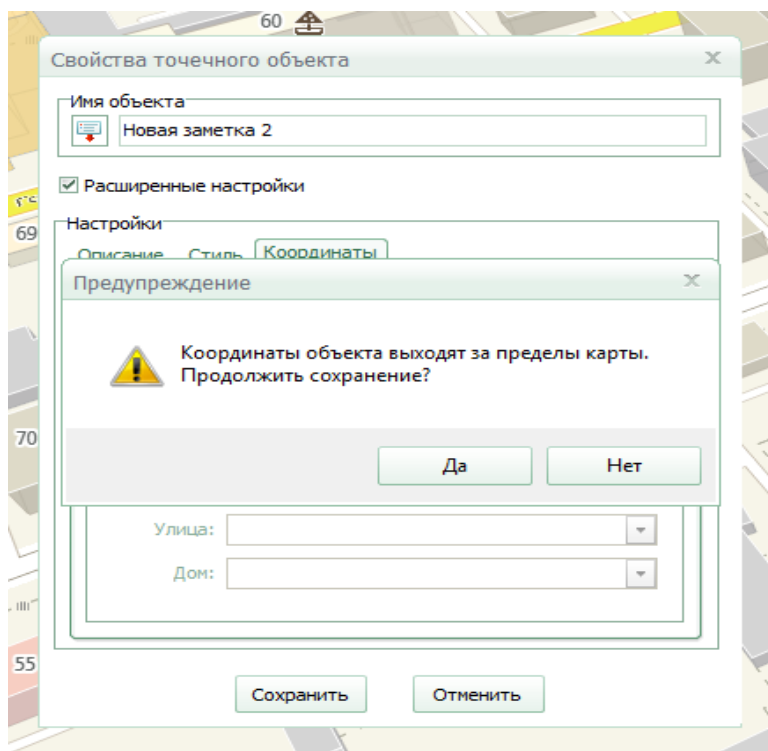 60
Свойства точечного объекта
Имя объекта
Новая заметка 2
Расширенные настройки
69
Настройки
Описание Стиль Координаты
Предупреждение
Координаты объекта выходят за пределы карты.
Продолжить сохранение?
70
Да Нет
Улица:
Дом:
55
Сохранить Отменить